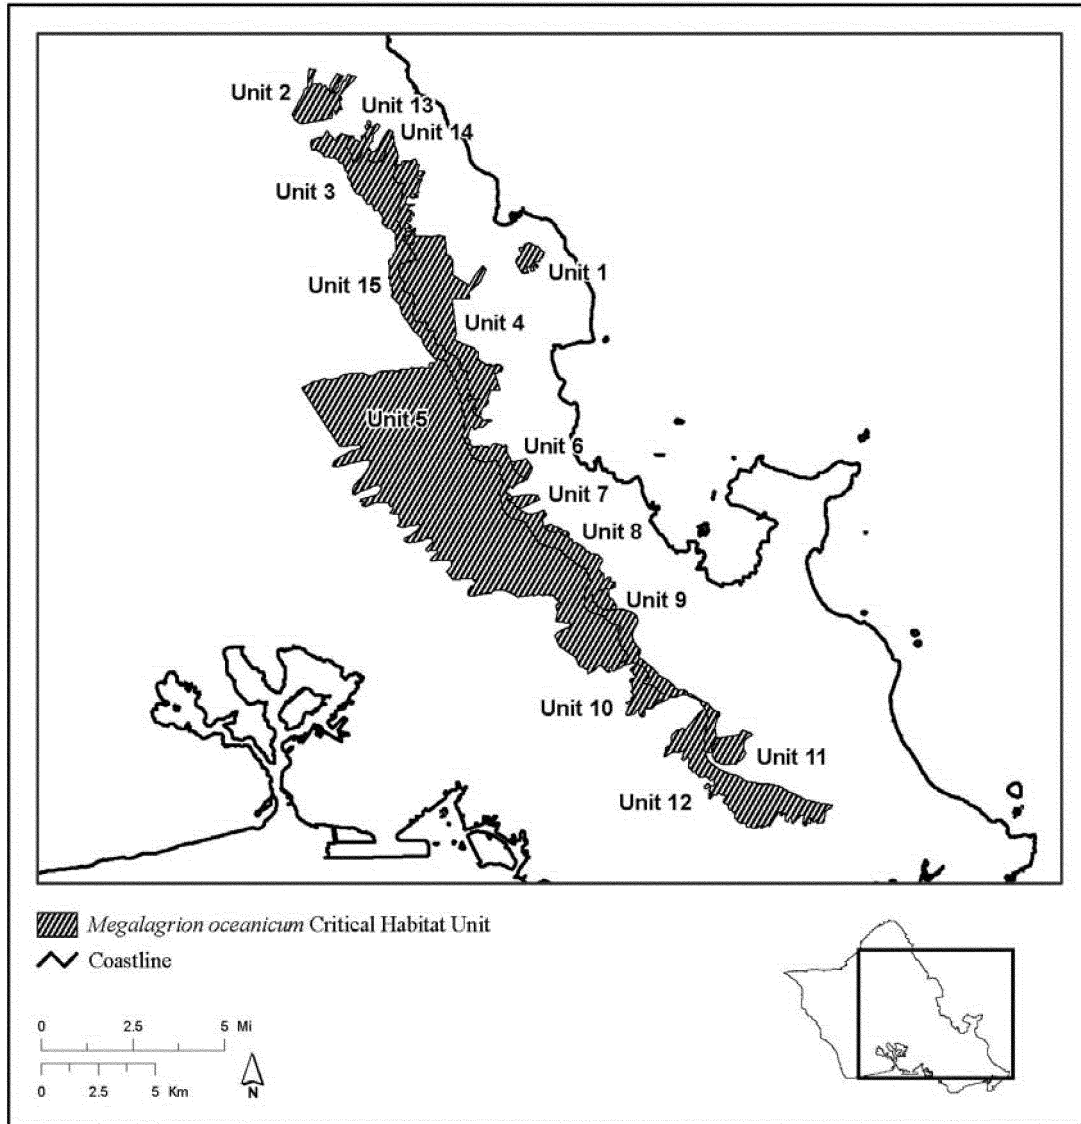 Unit 2
Unit 13
Unit 14
Unit 3
Unit 1
Unit 15
Unit 4
Unit 5
Unit 6
Unit 7
Unit 8
Unit 9
Unit 10
Unit 11
Unit 12
Megalagrion oceanicum Critical Habitat Unit
Coastline
0 2.5 5 Mi
0 2.5 5 Km
N